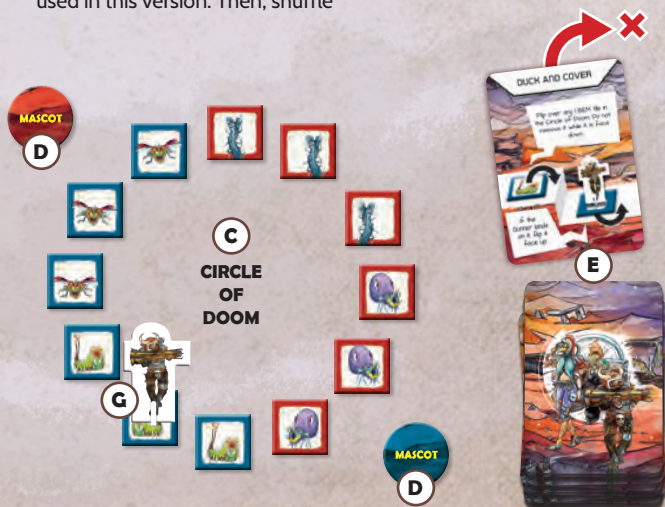 used in this version. Then, shuffle
MASCOT
D
C
CIRCLE
OF
DOOM
G
MASCOT
D
DUCK AND COVER
Flip over any 1 BEM tile in
the Circle of Doom. Do not
remove it while it is face
down.
If the
Gunner lands
on it, flip it
face up.
E